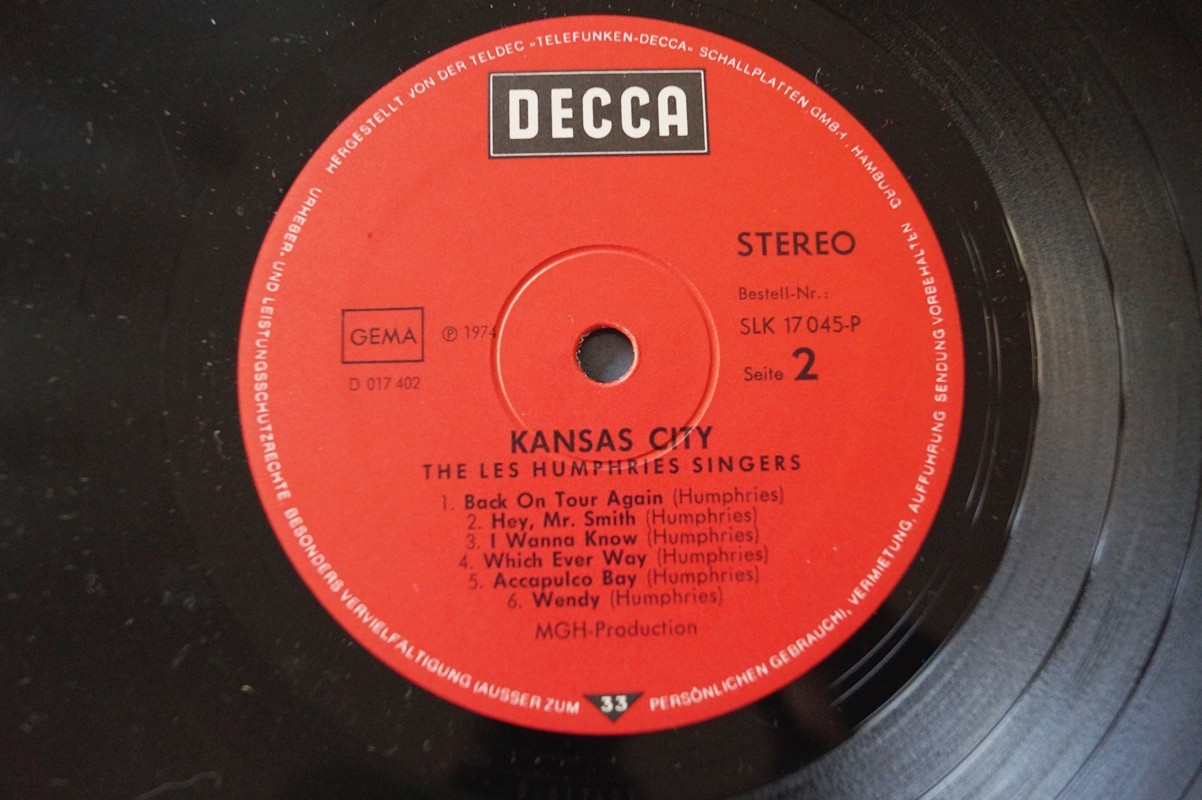 HERGESTELLT VON DER TELDEC »TELEFUNKEN-DECCA« SCHALLPLATTEN GMBH., HAMBURG
DECCA
STEREO
Bestell-Nr.:
SLK 17 045-P
Seite 2
GEMA
℗ 1974
D 017 402
KANSAS CITY
THE LES HUMPHRIES SINGERS
1. Back On Tour Again (Humphries)
2. Hey, Mr. Smith (Humphries)
3. I Wanna Know (Humphries)
4. Which Ever Way (Humphries)
5. Accapulco Bay (Humphries)
6. Wendy (Humphries)
MGH-Production
URHEBER- UND LEISTUNGSSCHUTZRECHTE BESONDERS VERVIELFÄLTIGUNG (AUSSER ZUM PERSÖNLICHEN GEBRAUCH), VERMIETUNG, AUFFÜHRUNG SENDUNG VORBEHALTEN
33